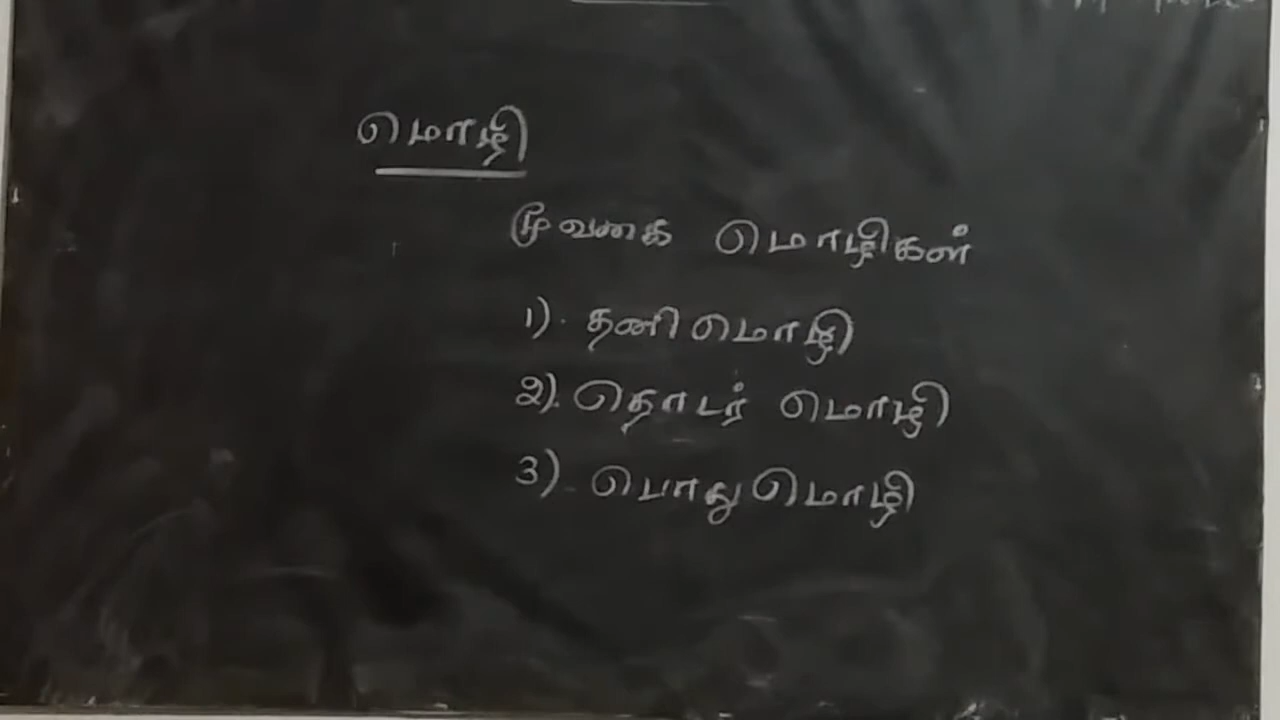 மொழி
மூவகை மொழிகள்
1). தனிமொழி
2). தொடர் மொழி
3). பொதுமொழி